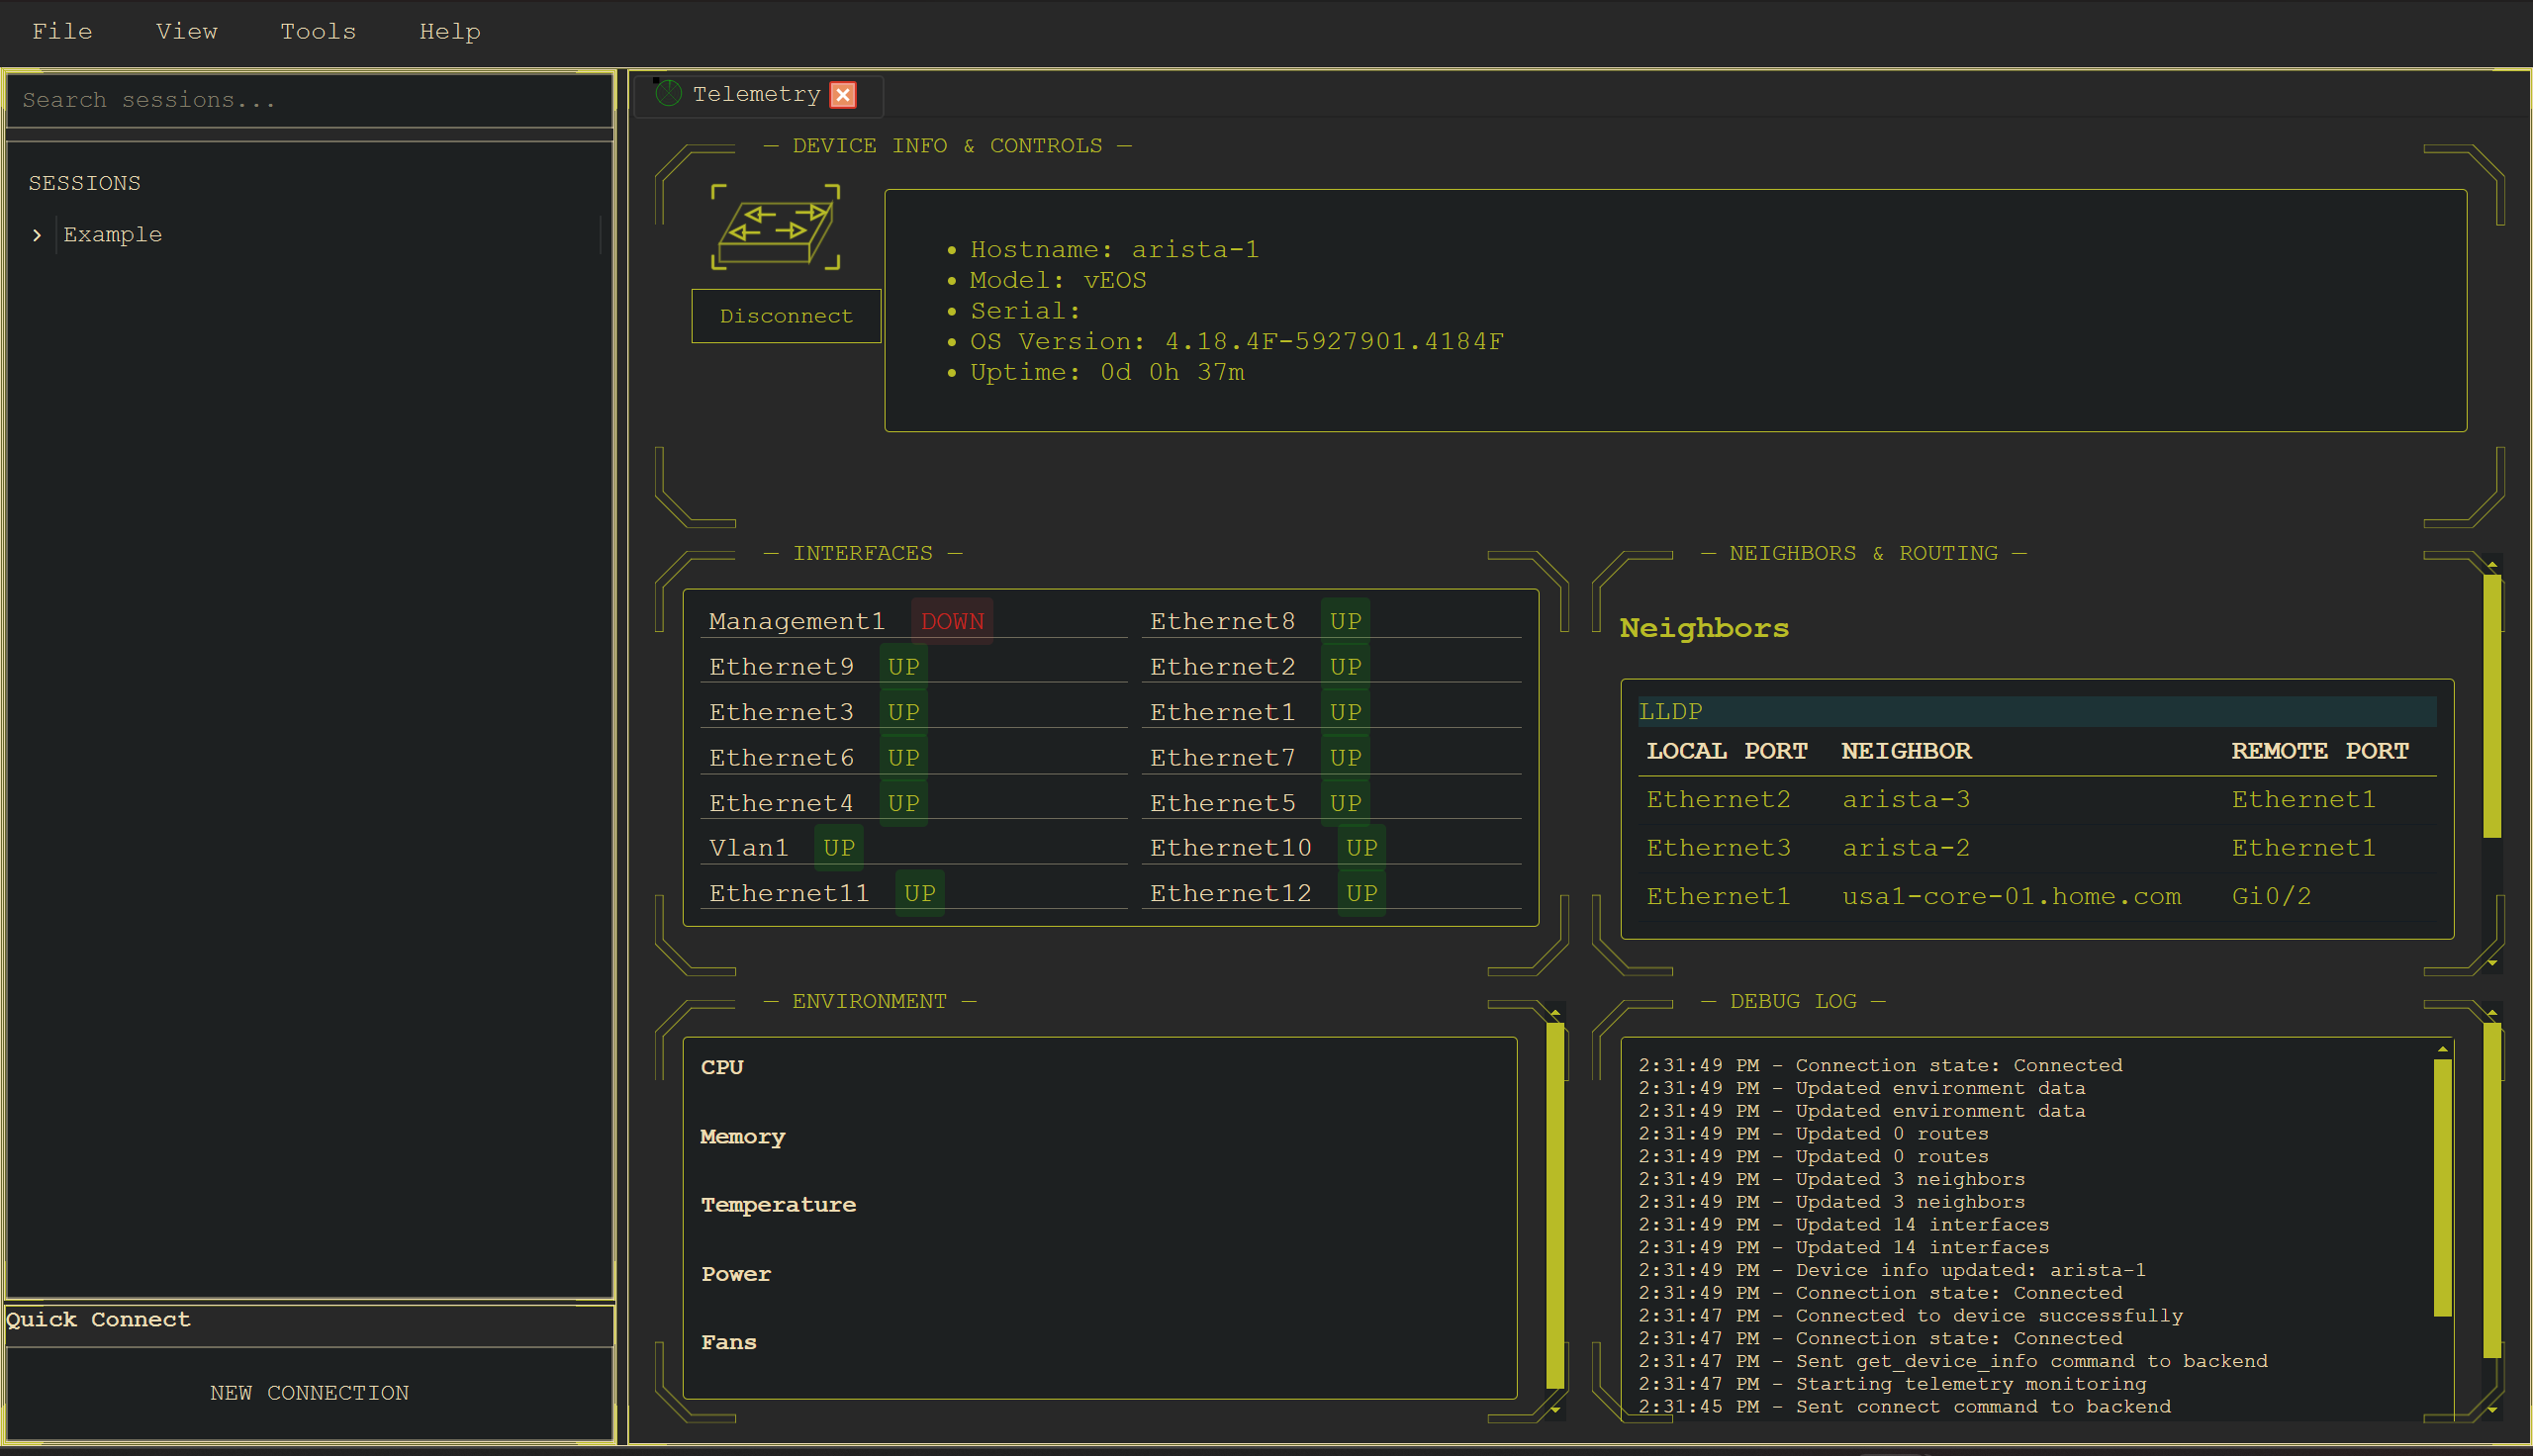 File View Tools Help
Search sessions...
SESSIONS
Example
Quick Connect
NEW CONNECTION
Telemetry
— DEVICE INFO & CONTROLS —
Disconnect
• Hostname: arista-1
• Model: vEOS
• Serial:
• OS Version: 4.18.4F-5927901.4184F
• Uptime: 0d 0h 37m
— INTERFACES —
Management1 DOWN Ethernet8 UP
Ethernet9 UP Ethernet2 UP
Ethernet3 UP Ethernet1 UP
Ethernet6 UP Ethernet7 UP
Ethernet4 UP Ethernet5 UP
Vlan1 UP Ethernet10 UP
Ethernet11 UP Ethernet12 UP
— NEIGHBORS & ROUTING —
Neighbors
LLDP
LOCAL PORT NEIGHBOR REMOTE PORT
Ethernet2 arista-3 Ethernet1
Ethernet3 arista-2 Ethernet1
Ethernet1 usa1-core-01.home.com Gi0/2
— ENVIRONMENT —
CPU
Memory
Temperature
Power
Fans
— DEBUG LOG —
2:31:49 PM - Connection state: Connected
2:31:49 PM - Updated environment data
2:31:49 PM - Updated environment data
2:31:49 PM - Updated 0 routes
2:31:49 PM - Updated 0 routes
2:31:49 PM - Updated 3 neighbors
2:31:49 PM - Updated 3 neighbors
2:31:49 PM - Updated 14 interfaces
2:31:49 PM - Updated 14 interfaces
2:31:49 PM - Device info updated: arista-1
2:31:49 PM - Connection state: Connected
2:31:47 PM - Connected to device successfully
2:31:47 PM - Connection state: Connected
2:31:47 PM - Sent get_device_info command to backend
2:31:47 PM - Starting telemetry monitoring
2:31:45 PM - Sent connect command to backend